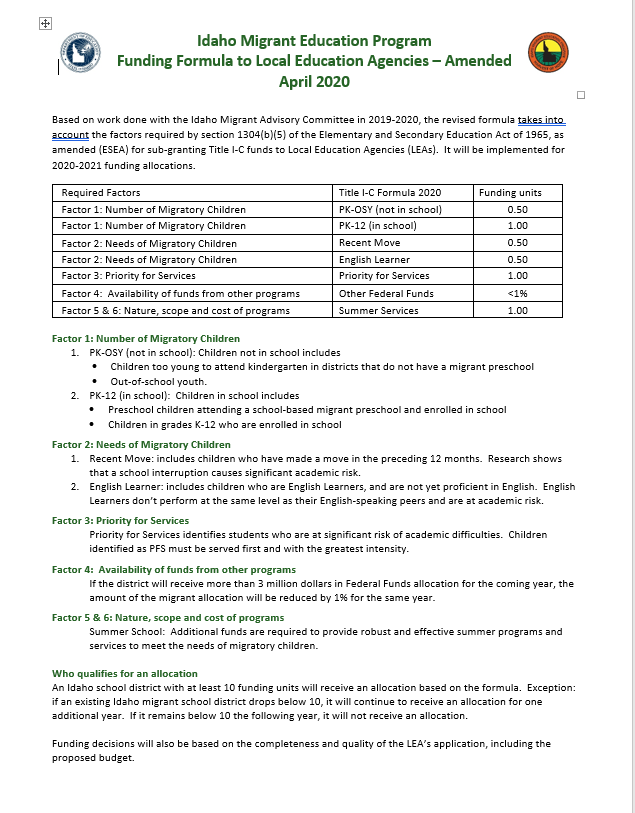 Idaho Migrant Education Program
Funding Formula to Local Education Agencies – Amended
April 2020
Based on work done with the Idaho Migrant Advisory Committee in 2019-2020, the revised formula takes into
account the factors required by section 1304(b)(5) of the Elementary and Secondary Education Act of 1965, as
amended (ESEA) for sub-granting Title I-C funds to Local Education Agencies (LEAs). It will be implemented for
2020-2021 funding allocations.
Required Factors Title I-C Formula 2020 Funding units
Factor 1: Number of Migratory Children PK-OSY (not in school) 0.50
Factor 1: Number of Migratory Children PK-12 (in school) 1.00
Factor 2: Needs of Migratory Children Recent Move 0.50
Factor 2: Needs of Migratory Children English Learner 0.50
Factor 3: Priority for Services Priority for Services 1.00
Factor 4: Availability of funds from other programs Other Federal Funds <1%
Factor 5 & 6: Nature, scope and cost of programs Summer Services 1.00
Factor 1: Number of Migratory Children
1. PK-OSY (not in school): Children not in school includes
• Children too young to attend kindergarten in districts that do not have a migrant preschool
• Out-of-school youth.
2. PK-12 (in school): Children in school includes
• Preschool children attending a school-based migrant preschool and enrolled in school
• Children in grades K-12 who are enrolled in school
Factor 2: Needs of Migratory Children
1. Recent Move: includes children who have made a move in the preceding 12 months. Research shows
that a school interruption causes significant academic risk.
2. English Learner: includes children who are English Learners, and are not yet proficient in English. English
Learners don't perform at the same level as their English-speaking peers and are at academic risk.
Factor 3: Priority for Services
Priority for Services identifies students who are at significant risk of academic difficulties. Children
identified as PFS must be served first and with the greatest intensity.
Factor 4: Availability of funds from other programs
If the district will receive more than 3 million dollars in Federal Funds allocation for the coming year, the
amount of the migrant allocation will be reduced by 1% for the same year.
Factor 5 & 6: Nature, scope and cost of programs
Summer School: Additional funds are required to provide robust and effective summer programs and
services to meet the needs of migratory children.
Who qualifies for an allocation
An Idaho school district with at least 10 funding units will receive an allocation based on the formula. Exception:
if an existing Idaho migrant school district drops below 10, it will continue to receive an allocation for one
additional year. If it remains below 10 the following year, it will not receive an allocation.
Funding decisions will also be based on the completeness and quality of the LEA's application, including the
proposed budget.